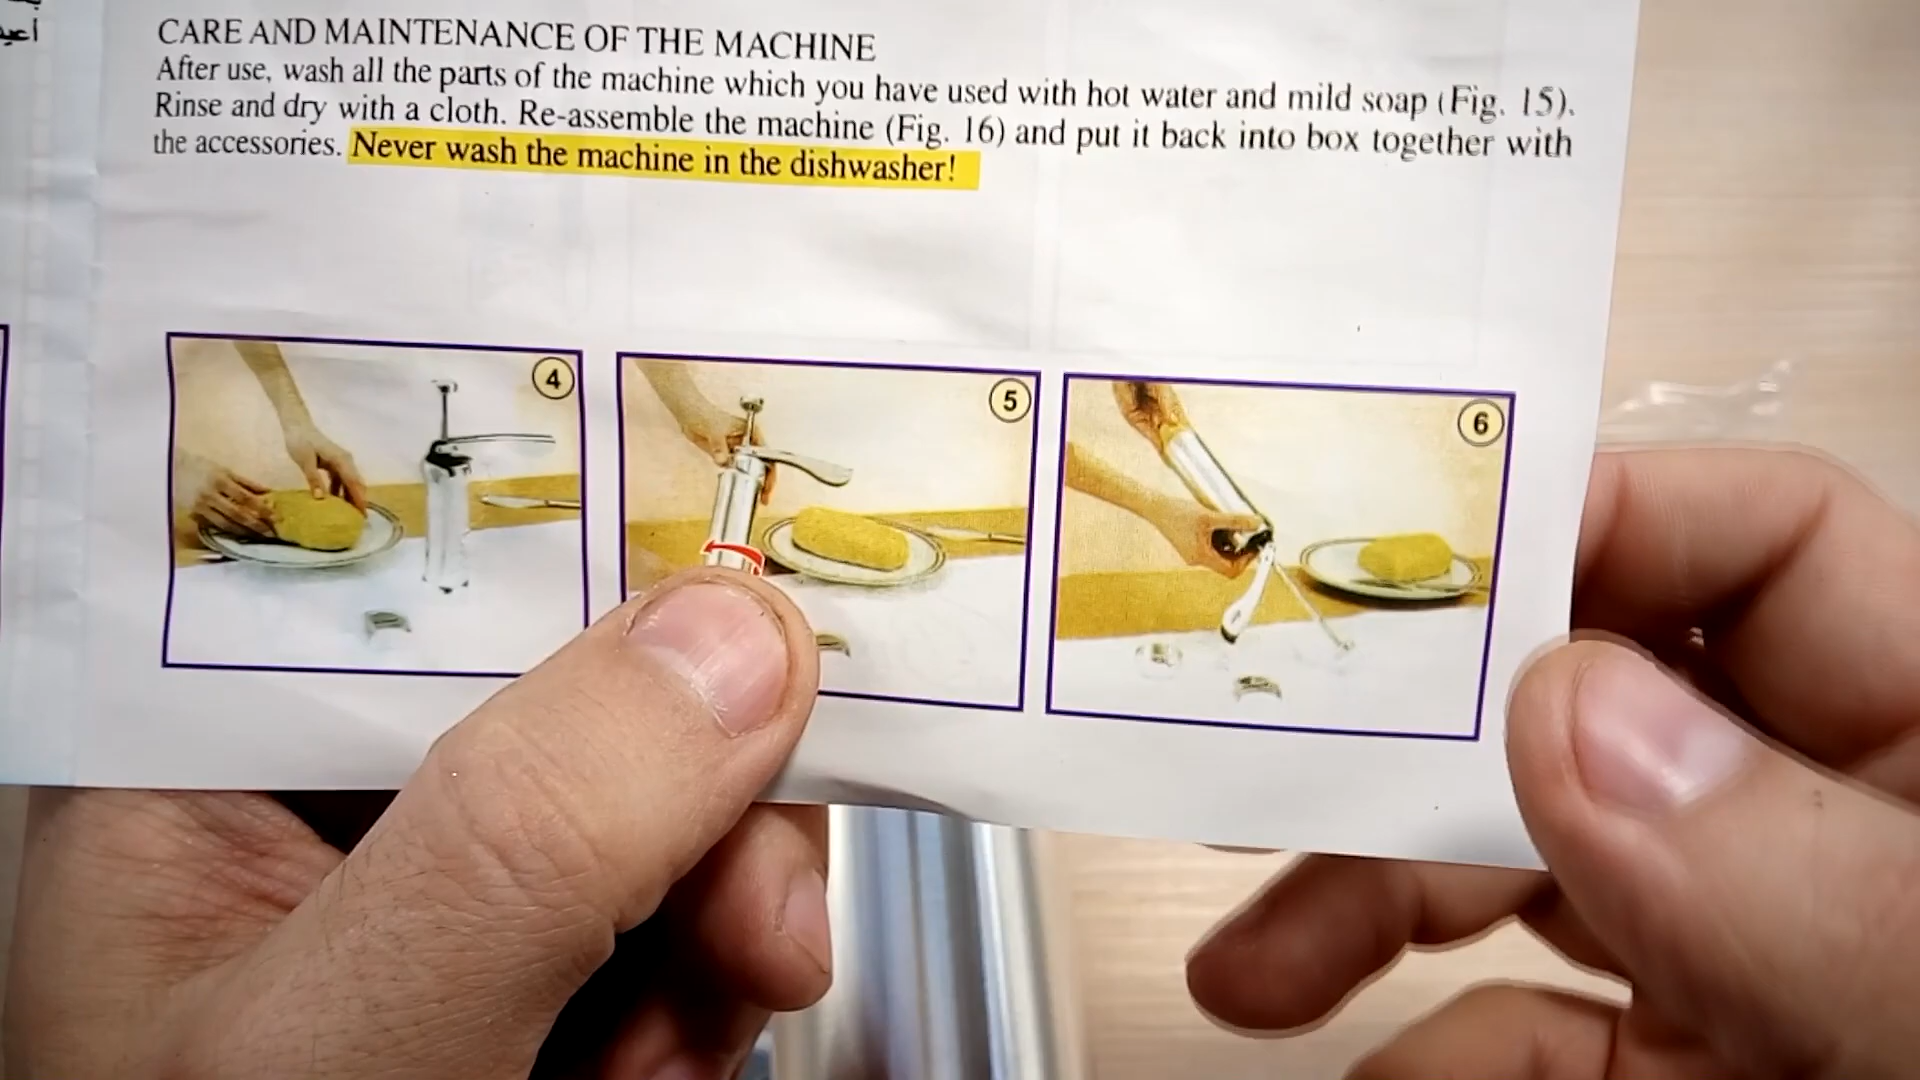 CARE AND MAINTENANCE OF THE MACHINE
After use, wash all the parts of the machine which you have used with hot water and mild soap (Fig. 15).
Rinse and dry with a cloth. Re-assemble the machine (Fig. 16) and put it back into box together with
the accessories. Never wash the machine in the dishwasher!
4
5
6